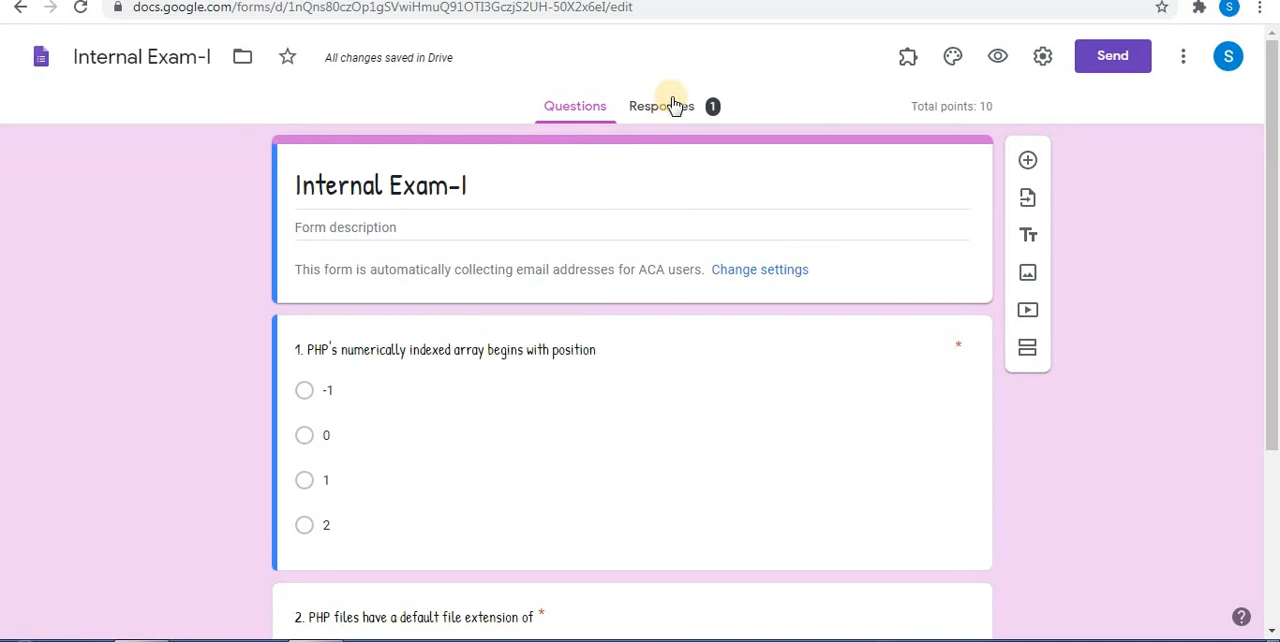 docs.google.com/forms/d/1nQns80czOp1gSVwiHmuQ91OTI3GczjS2UH-50X2x6eI/edit
S
Internal Exam-I
All changes saved in Drive
Send
S
Questions
Responses
1
Total points: 10
Internal Exam-I
Form description
This form is automatically collecting email addresses for ACA users. Change settings
1. PHP's numerically indexed array begins with position *
-1
0
1
2
2. PHP files have a default file extension of *